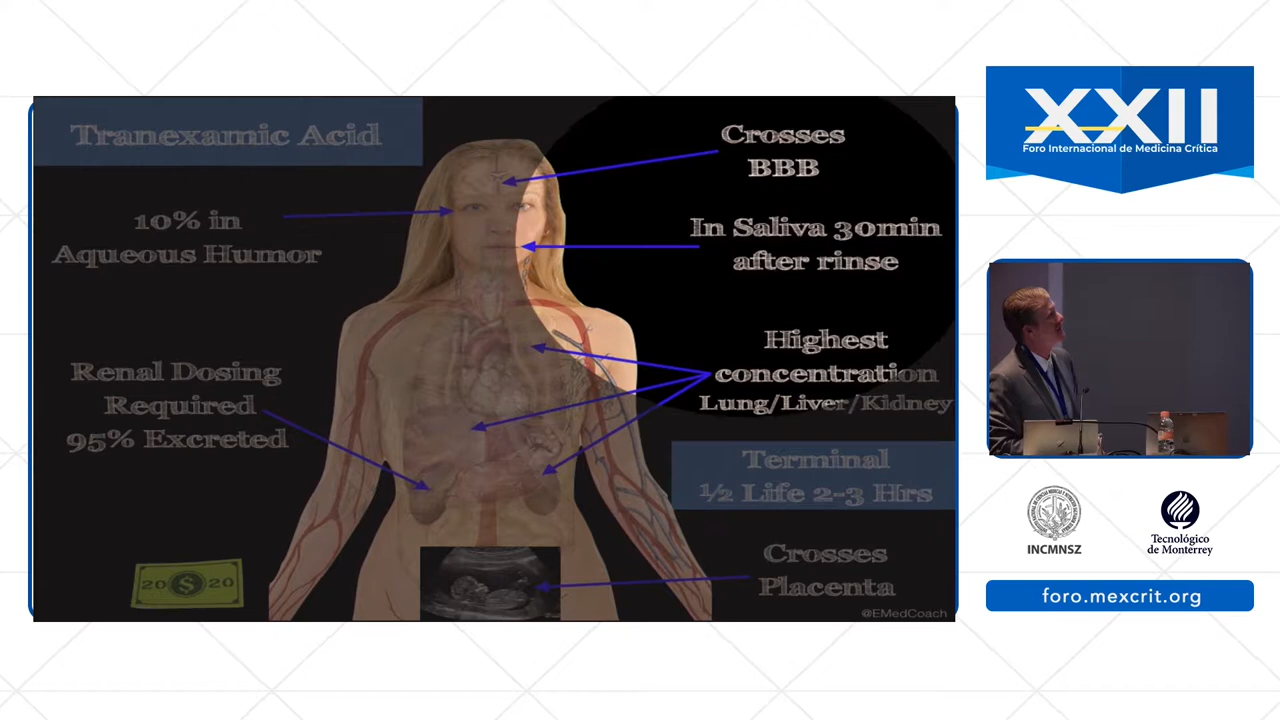 Tranexamic Acid
10% in
Aqueous Humor
Renal Dosing
Required
95% Excreted
20 $ 20
Crosses
BBB
In Saliva 30min
after rinse
Highest
concentration
Lung/Liver/Kidney
Terminal
½ Life 2-3 Hrs
Crosses
Placenta
@EMedCoach
XXII
Foro Internacional de Medicina Crítica
INCMNSZ
Tecnológico
de Monterrey
foro.mexcrit.org